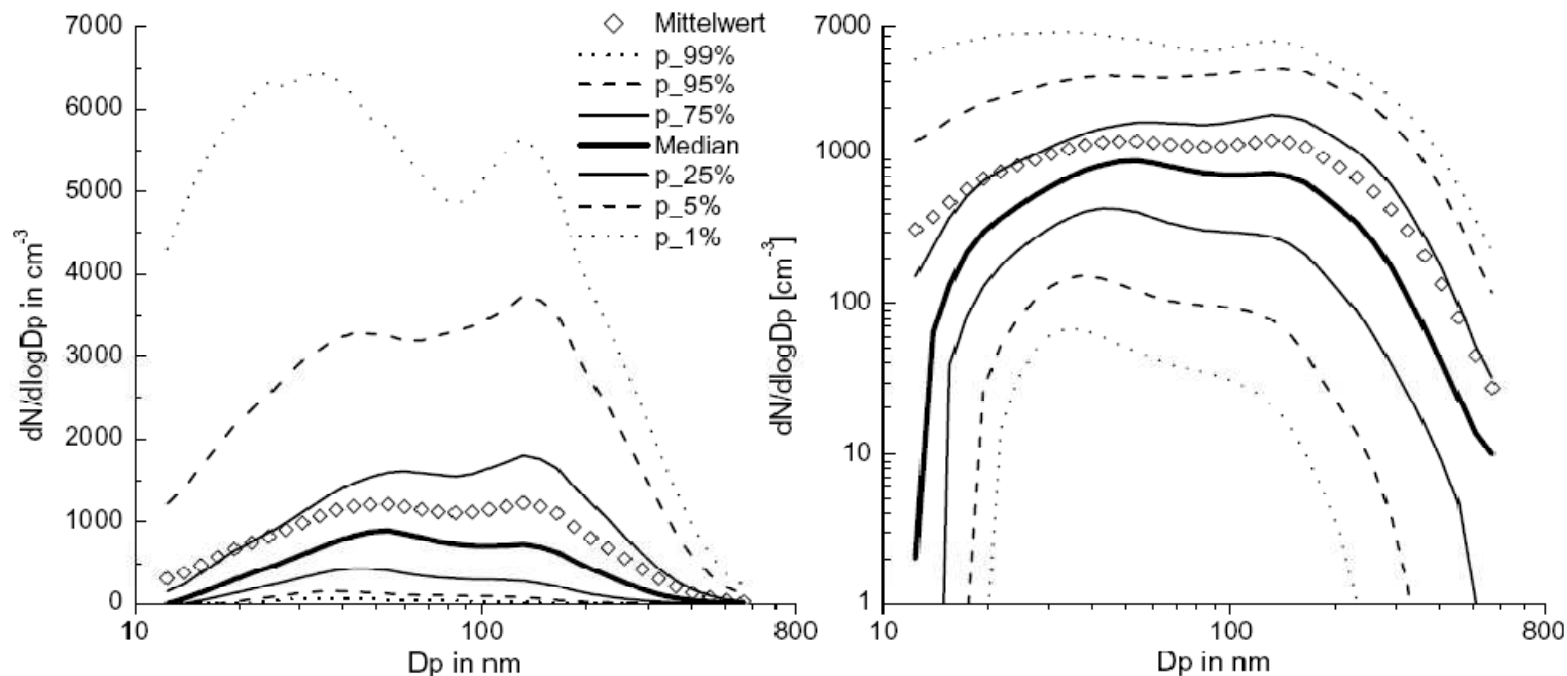 7000
6000
5000
4000
3000
2000
1000
0
dN/dlogDp in cm-3
10
100
800
Dp in nm
Mittelwert
p_99%
p_95%
p_75%
Median
p_25%
p_5%
p_1%
7000
1000
100
10
1
dN/dlogDp [cm-3]
10
100
800
Dp in nm